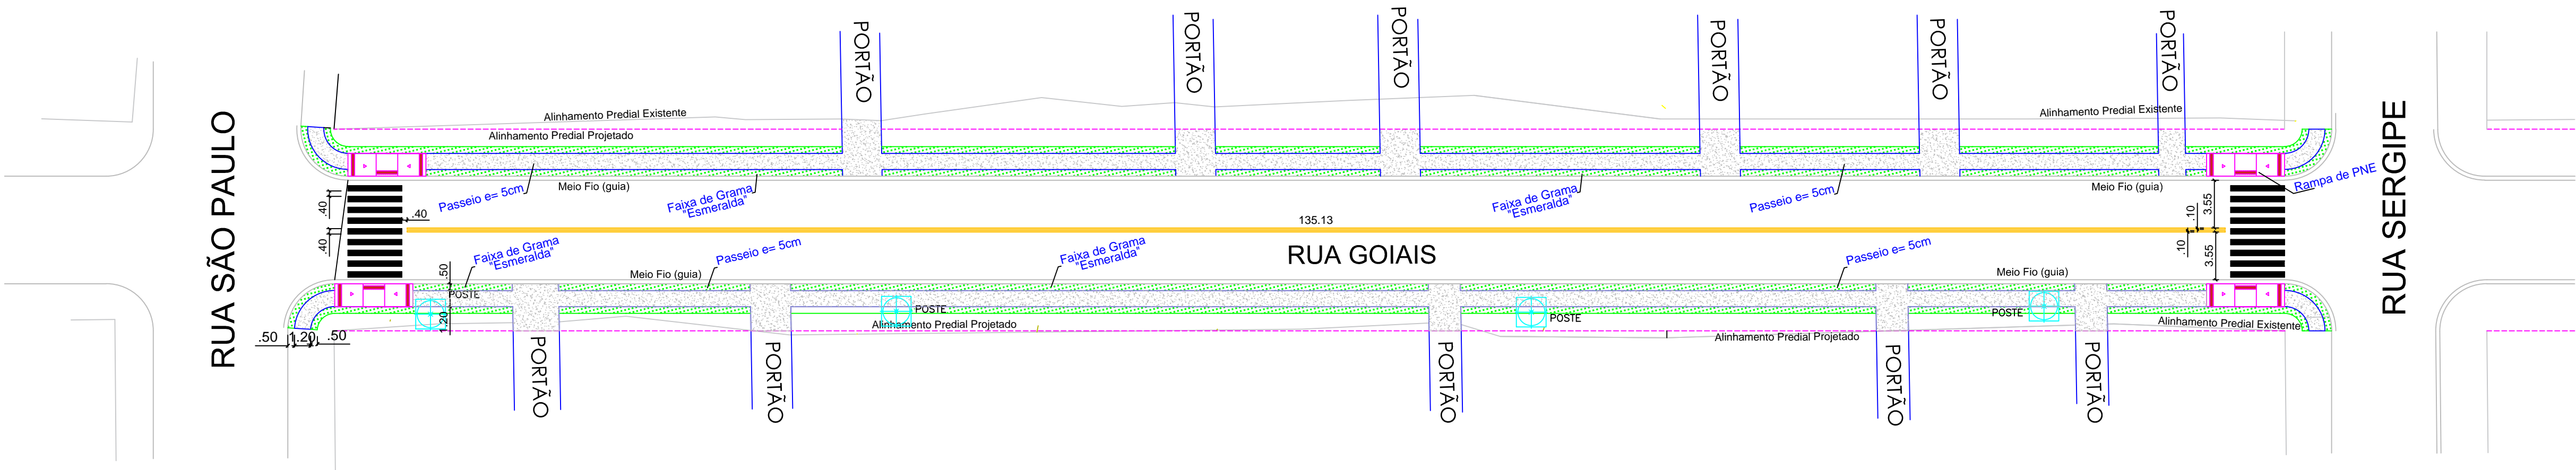 PORTÃO
PORTÃO
PORTÃO
PORTÃO
PORTÃO
PORTÃO
RUA SÃO PAULO
RUA SERGIPE
Alinhamento Predial Existente
Alinhamento Predial Projetado
Alinhamento Predial Existente
Passeio e= 5cm
Meio Fio (guia)
Faixa de Grama
"Esmeralda"
Faixa de Grama
"Esmeralda"
Passeio e= 5cm
Meio Fio (guia)
Rampa de PNE
.40
.40
.40
135.13
.10
3.55
.10
3.55
RUA GOIAIS
Faixa de Grama
"Esmeralda"
Passeio e= 5cm
Faixa de Grama
"Esmeralda"
Passeio e= 5cm
.50
Meio Fio (guia)
Meio Fio (guia)
POSTE
1.20
POSTE
POSTE
POSTE
Alinhamento Predial Projetado
Alinhamento Predial Existente
Alinhamento Predial Projetado
.50
1.20
.50
PORTÃO
PORTÃO
PORTÃO
PORTÃO
PORTÃO